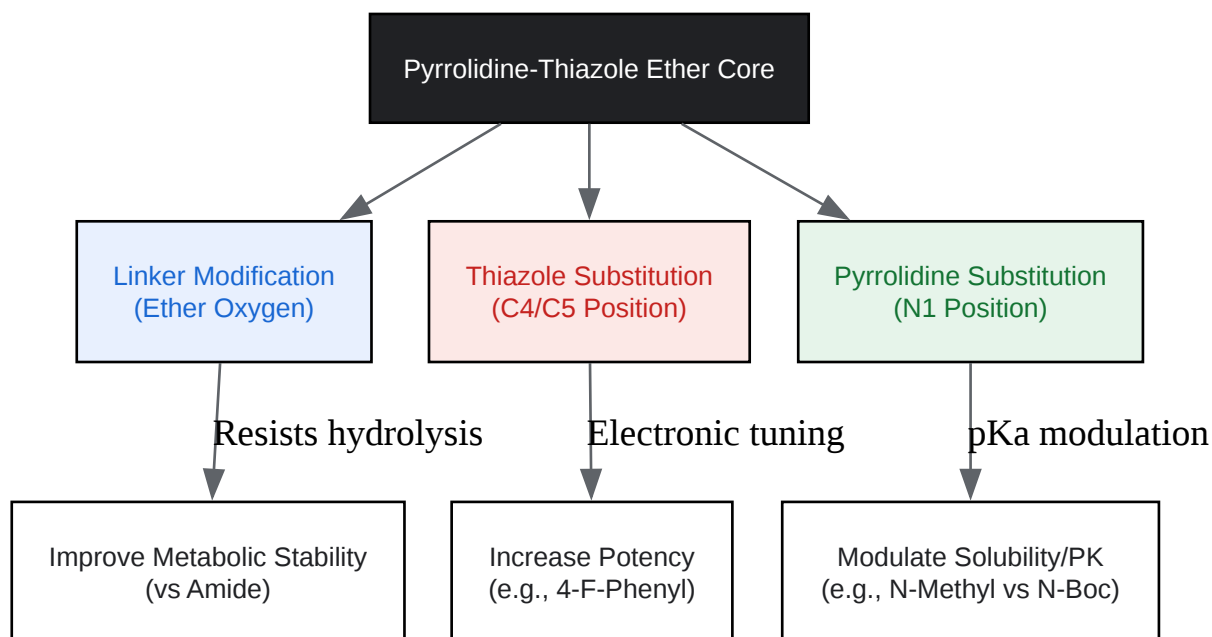 Pyrrolidine-Thiazole Ether Core
Linker Modification
(Ether Oxygen)
Thiazole Substitution
(C4/C5 Position)
Pyrrolidine Substitution
(N1 Position)
Resists hydrolysis
Electronic tuning
pKa modulation
Improve Metabolic Stability
(vs Amide)
Increase Potency
(e.g., 4-F-Phenyl)
Modulate Solubility/PK
(e.g., N-Methyl vs N-Boc)